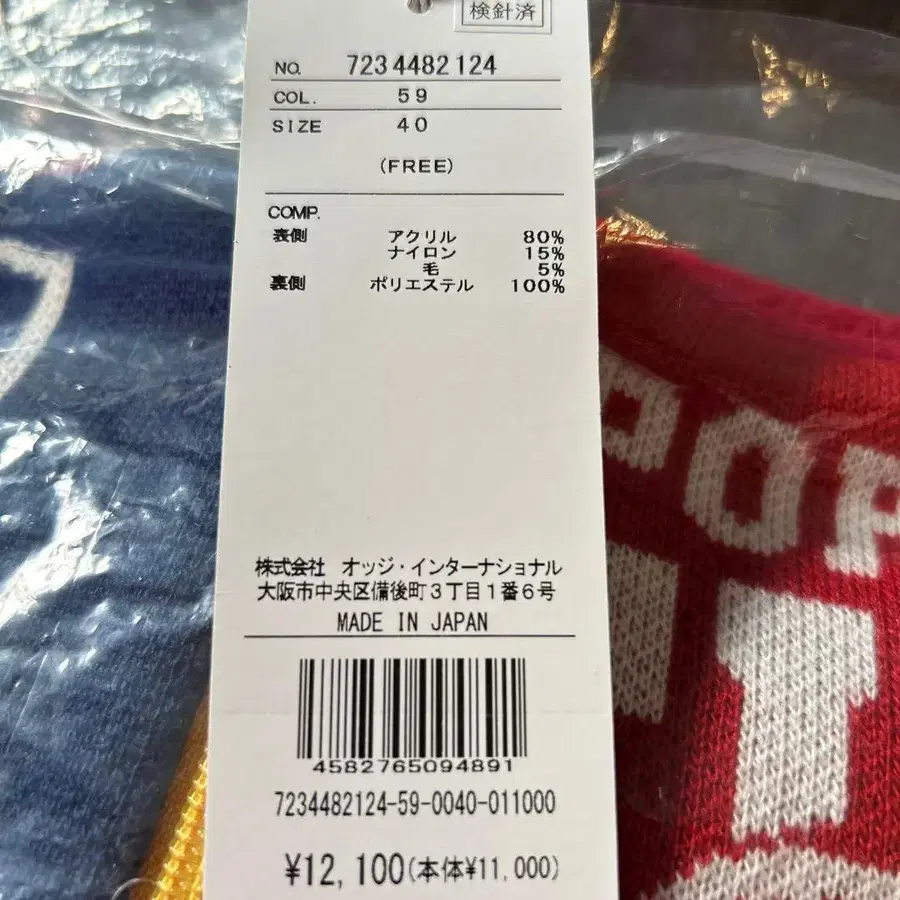 検針済
NO. 7234482124
COL. 59
SIZE 40
(FREE)
COMP.
表側 アクリル 80%
ナイロン 15%
毛 5%
裏側 ポリエステル 100%
株式会社 オッジ・インターナショナル
大阪市中央区備後町3丁目1番6号
MADE IN JAPAN
4582765094891
7234482124-59-0040-011000
¥12,100(本体¥11,000)